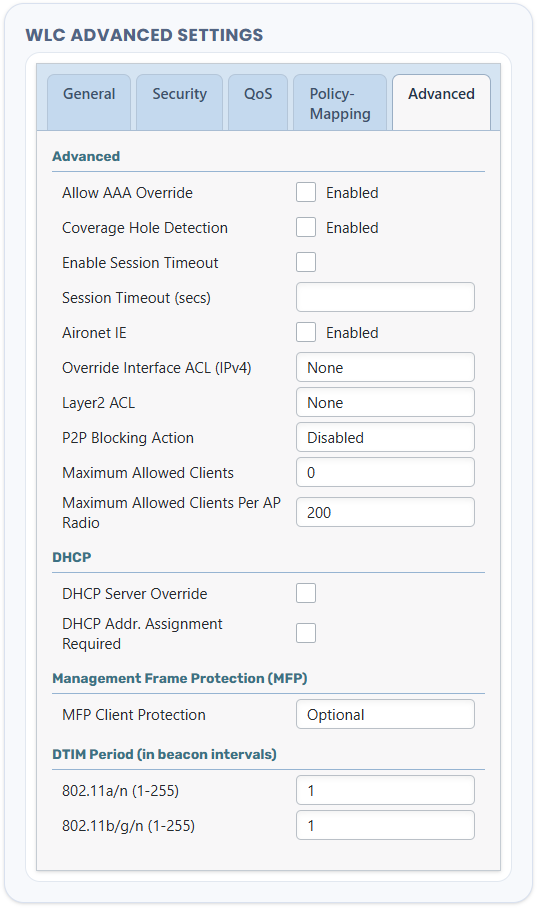 WLC ADVANCED SETTINGS
General Security QoS Policy-
Mapping Advanced
Advanced
Allow AAA Override Enabled
Coverage Hole Detection Enabled
Enable Session Timeout
Session Timeout (secs)
Aironet IE Enabled
Override Interface ACL (IPv4) None
Layer2 ACL None
P2P Blocking Action Disabled
Maximum Allowed Clients 0
Maximum Allowed Clients Per AP
Radio 200
DHCP
DHCP Server Override
DHCP Addr. Assignment
Required
Management Frame Protection (MFP)
MFP Client Protection Optional
DTIM Period (in beacon intervals)
802.11a/n (1-255) 1
802.11b/g/n (1-255) 1